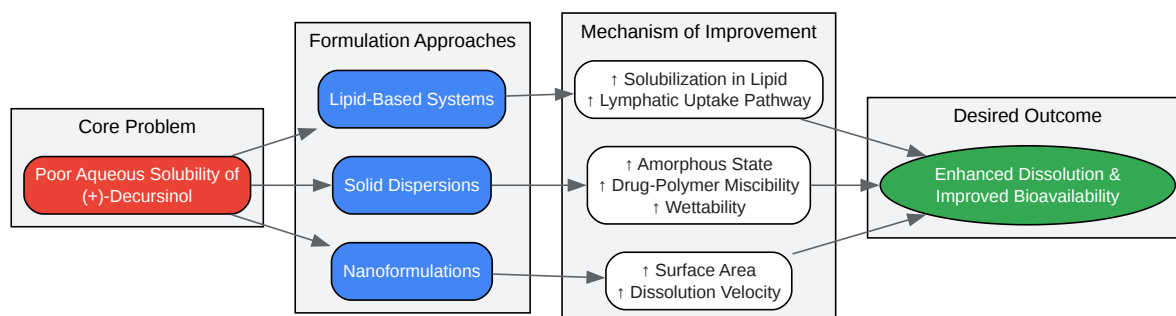 Core Problem
Poor Aqueous Solubility of
(+)-Decursinol
Formulation Approaches
Lipid-Based Systems
Solid Dispersions
Nanoformulations
Mechanism of Improvement
↑ Solubilization in Lipid
↑ Lymphatic Uptake Pathway
↑ Amorphous State
↑ Drug-Polymer Miscibility
↑ Wettability
↑ Surface Area
↑ Dissolution Velocity
Desired Outcome
Enhanced Dissolution &
Improved Bioavailability